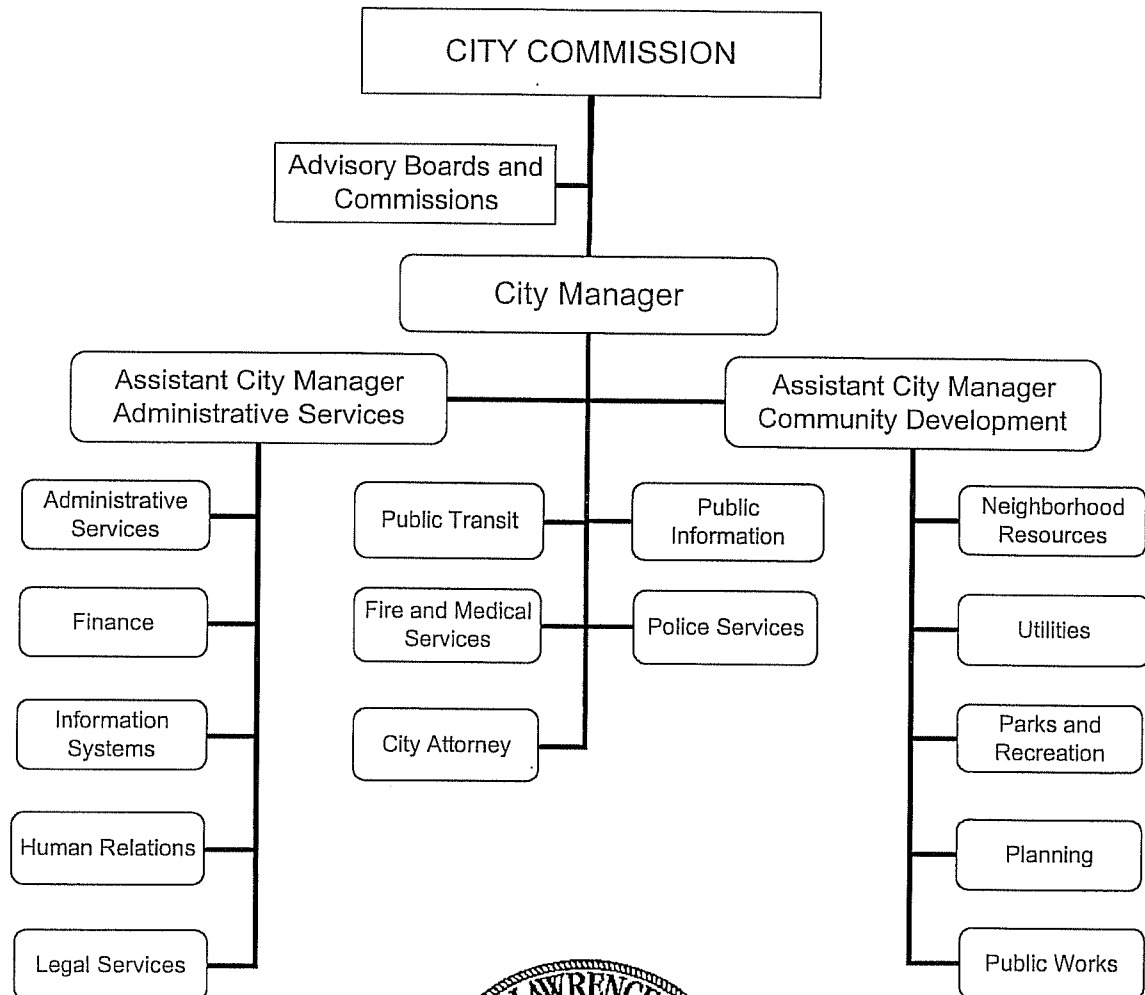 CITY COMMISSION
Advisory Boards and
Commissions
City Manager
Assistant City Manager
Administrative Services
Assistant City Manager
Community Development
Administrative
Services
Finance
Information
Systems
Human Relations
Legal Services
Public Transit
Public
Information
Fire and Medical
Services
Police Services
City Attorney
Neighborhood
Resources
Utilities
Parks and
Recreation
Planning
Public Works
LAWRENCE